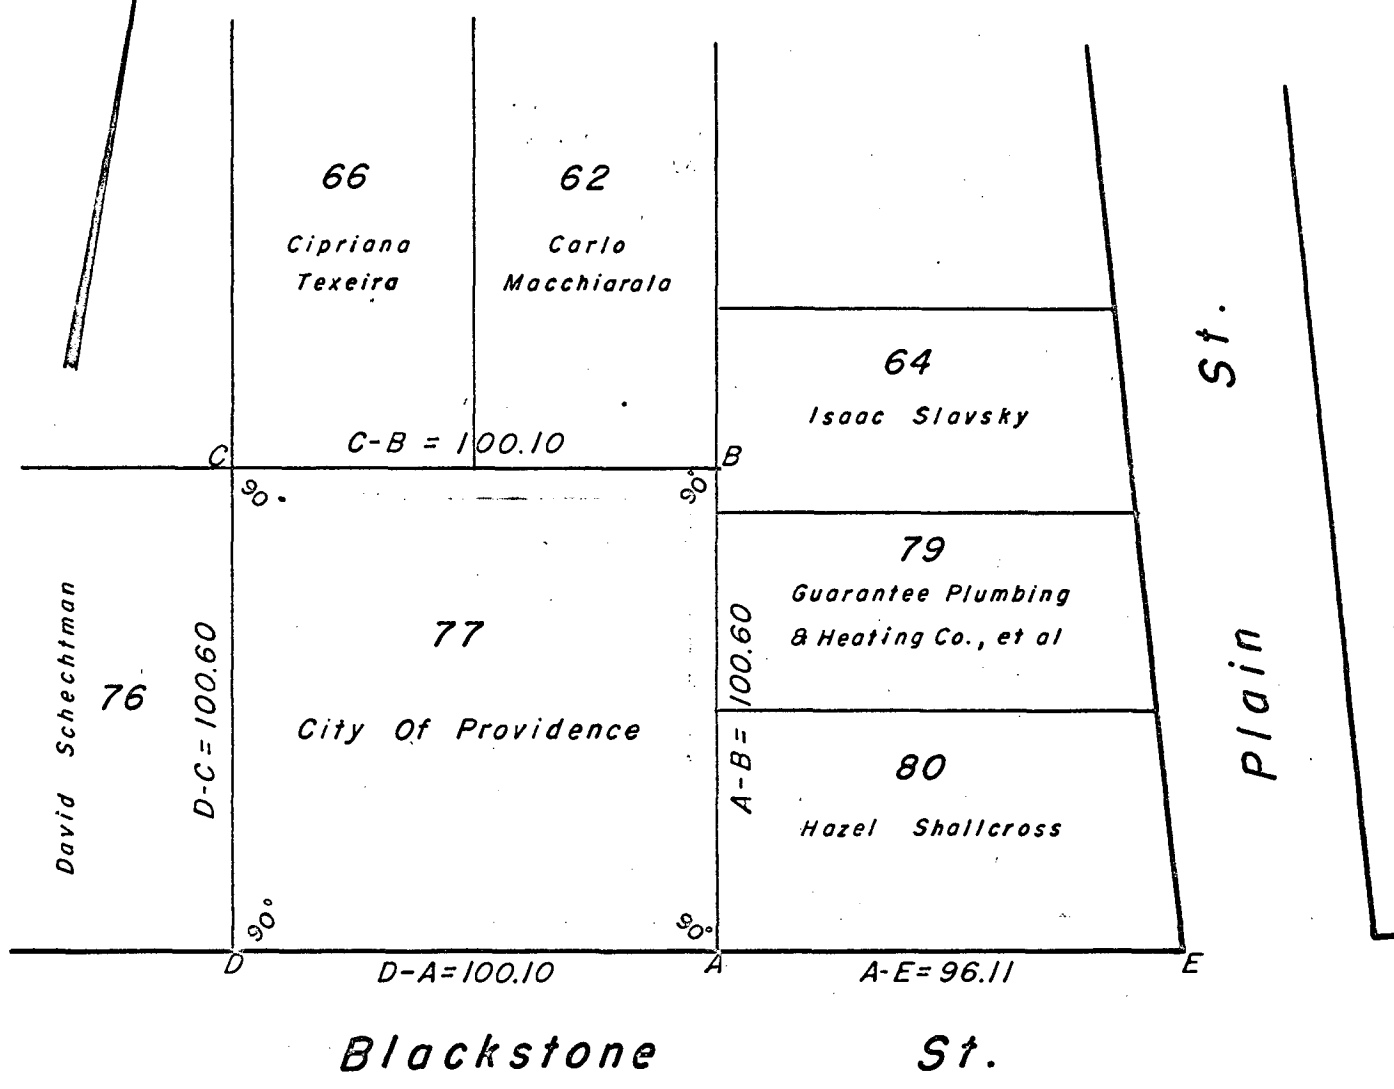 66
Cipriana
Texeira
62
Carlo
Macchiarola
64
Isaac Slavsky
St.
Plain
C-B = 100.10
C
B
90°
90°
79
Guarantee Plumbing
& Heating Co., et al
David Schechtman
76
D-C = 100.60
77
City Of Providence
A-B = 100.60
80
Hazel Shallcross
90°
90°
D
D-A=100.10
A
A-E=96.11
E
Blackstone St.